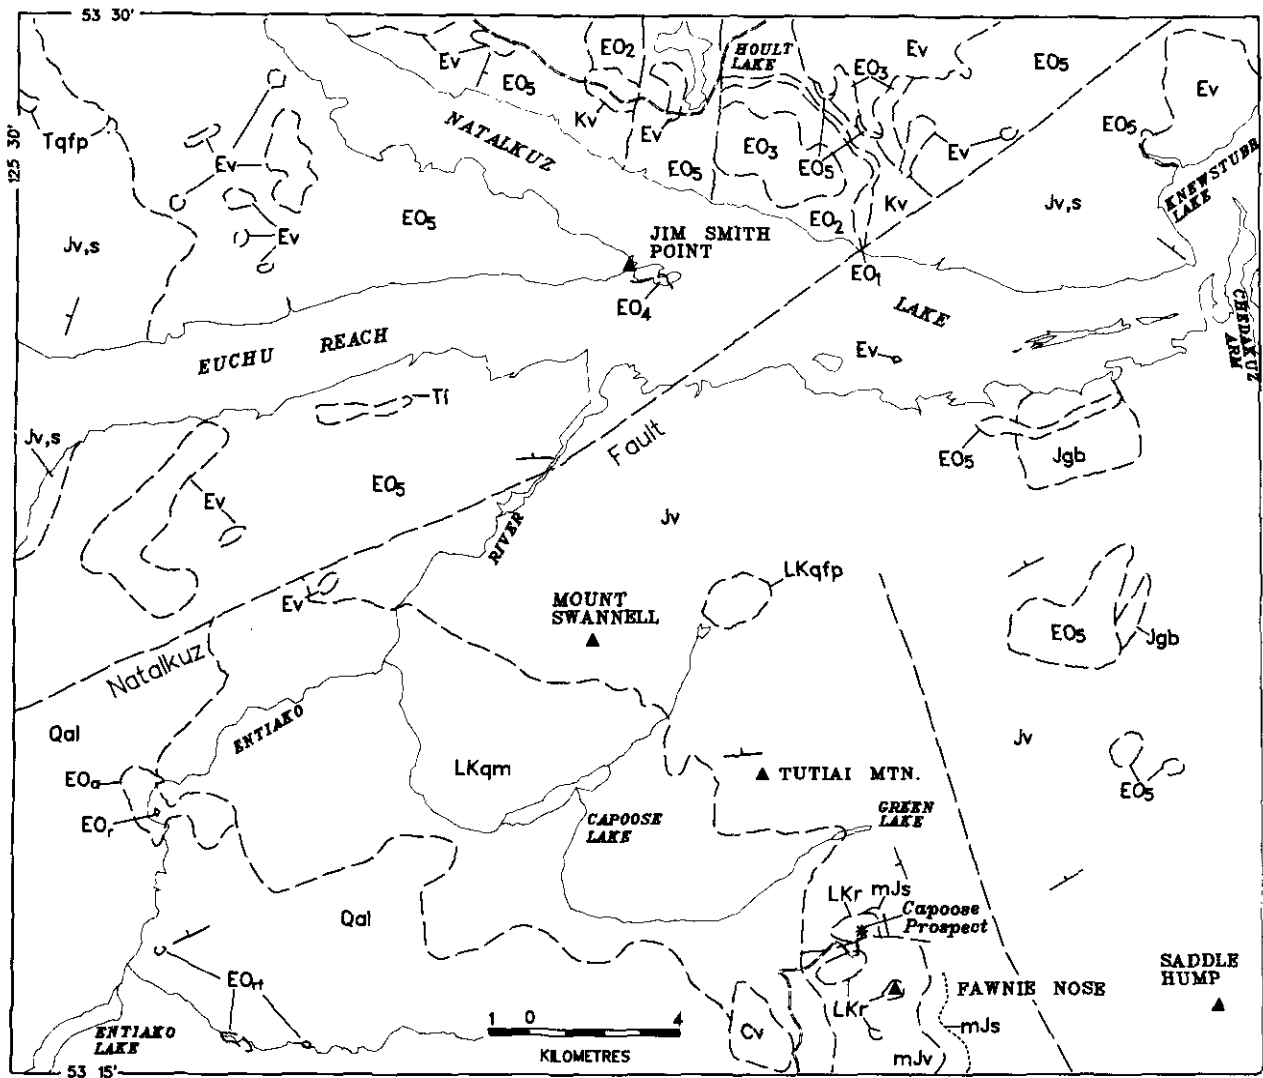 53 30'
125 30'
Tqfp
Ev
Jv,s
Ev
EO5
Ev
EO5
Kv
EO2
Ev
EO5
HOULT
LAKE
EO3
EO5
EO3
Ev
EO5
Ev
Kv
EO2
EO1
Ev
EO5
KNEWSTUBB
LAKE
Jv,s
NATALKUZ
LAKE
JIM SMITH
POINT
EO4
EUCHU REACH
Ev
CHEDAKUZ
ARM
Tf
Jv,s
Ev
EO5
Fault
EO5
Jgb
Jv
RIVER
Ev
MOUNT
SWANNELL
LKqfp
EO5
Jgb
Natalkuz
Qal
ENTIAKO
LKqm
Jv
EOa
EOr
TUTIAI MTN.
EO5
CAPOOSE
LAKE
GREEN
LAKE
LKr
mJs
Capoose
Prospect
Qal
EOrt
SADDLE
HUMP
FAWNIE NOSE
LKr
mJs
mJv
ENTIAKO
LAKE
1 0 4
KILOMETRES
53 15'